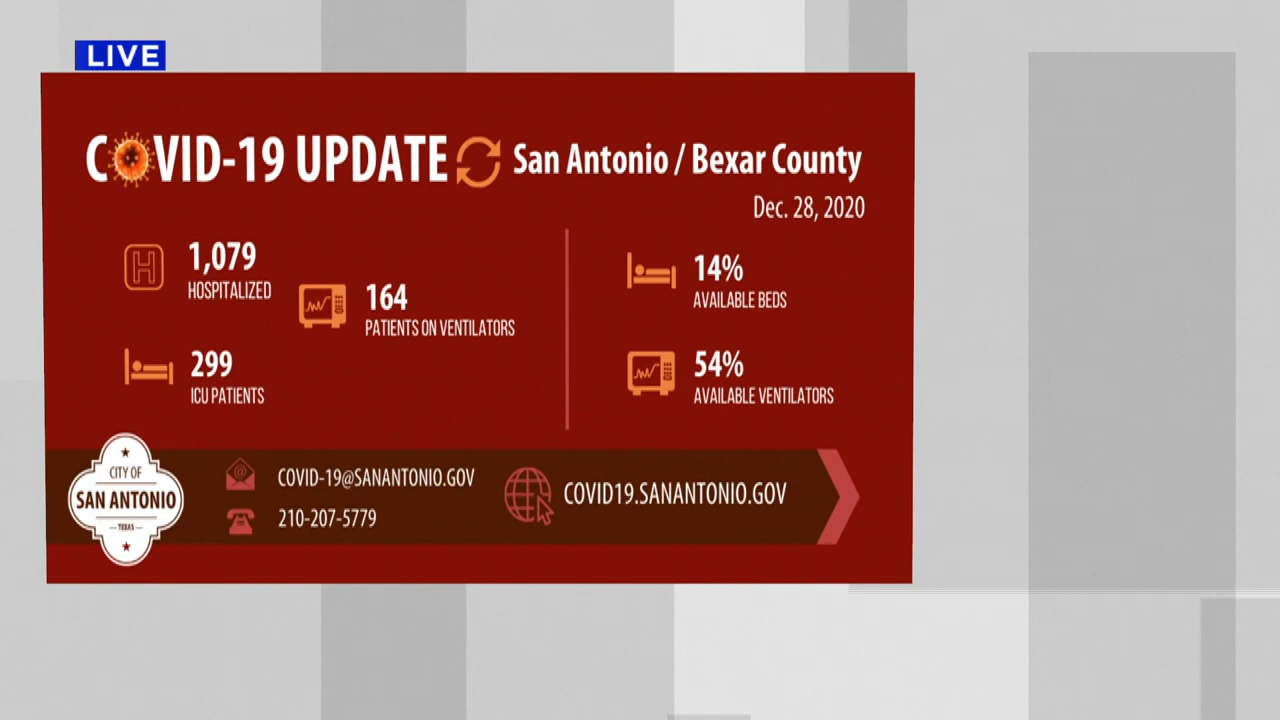 LIVE
COVID-19 UPDATE
San Antonio / Bexar County
Dec. 28, 2020
1,079
HOSPITALIZED
164
PATIENTS ON VENTILATORS
299
ICU PATIENTS
14%
AVAILABLE BEDS
54%
AVAILABLE VENTILATORS
CITY OF
SAN ANTONIO
TEXAS
COVID-19@SANANTONIO.GOV
210-207-5779
COVID19.SANANTONIO.GOV